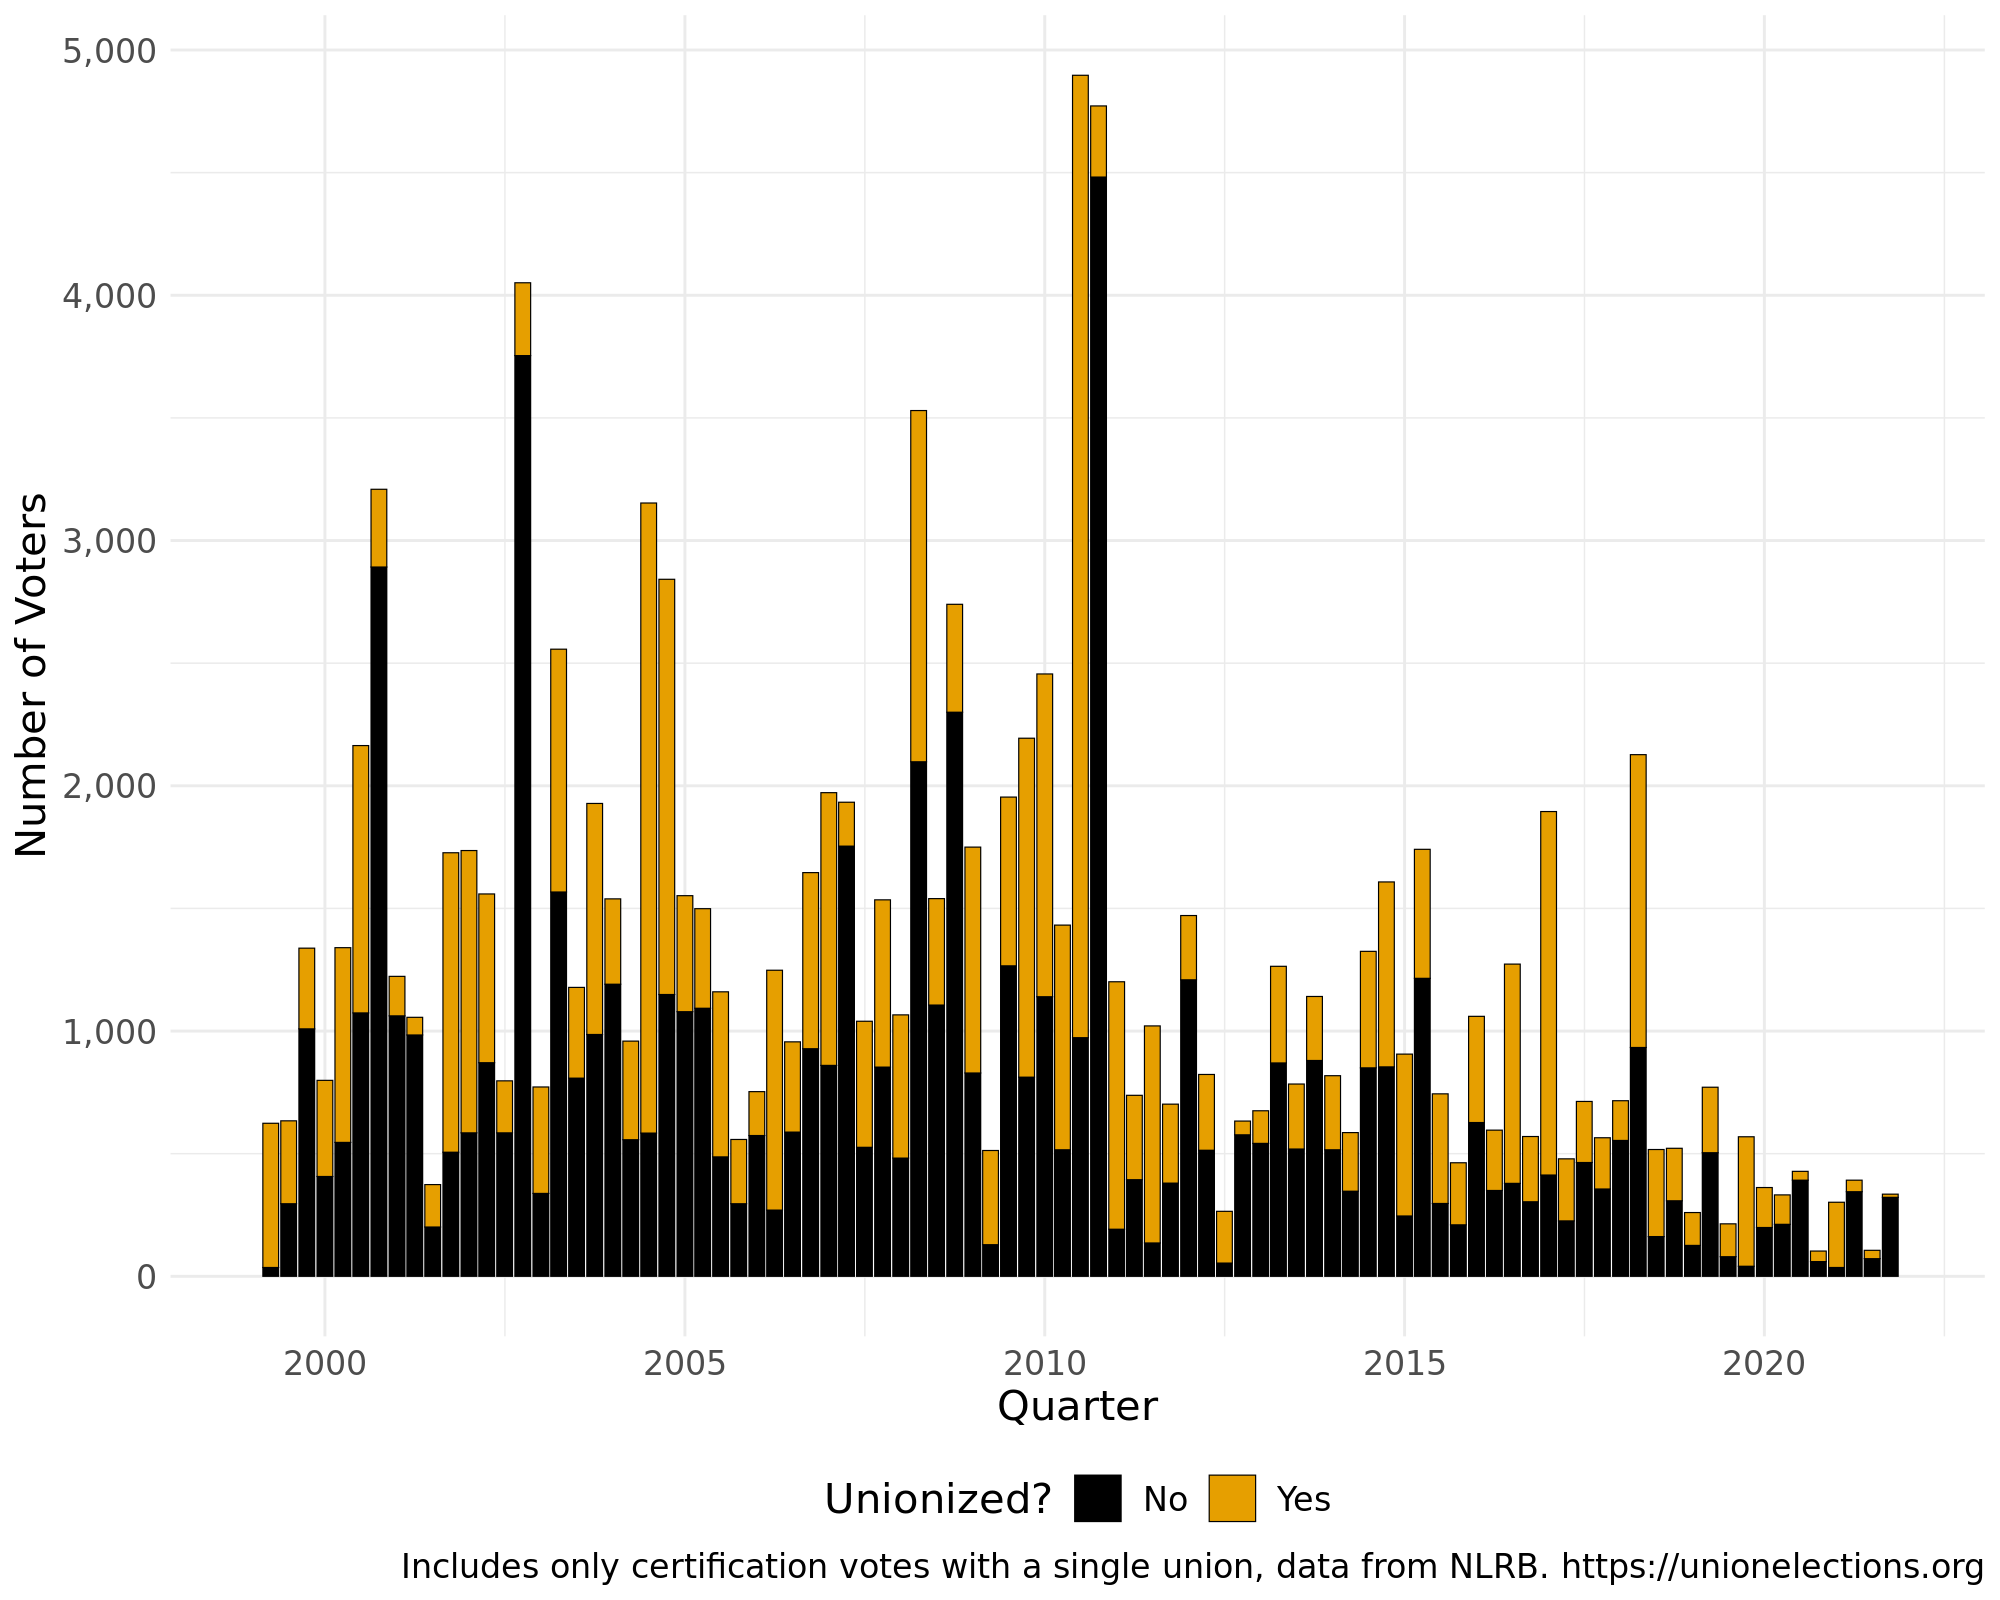 5,000
4,000
3,000
2,000
1,000
0
Number of Voters
2000 2005 2010 2015 2020
Quarter
Unionized? No Yes
Includes only certification votes with a single union, data from NLRB. https://unionelections.org